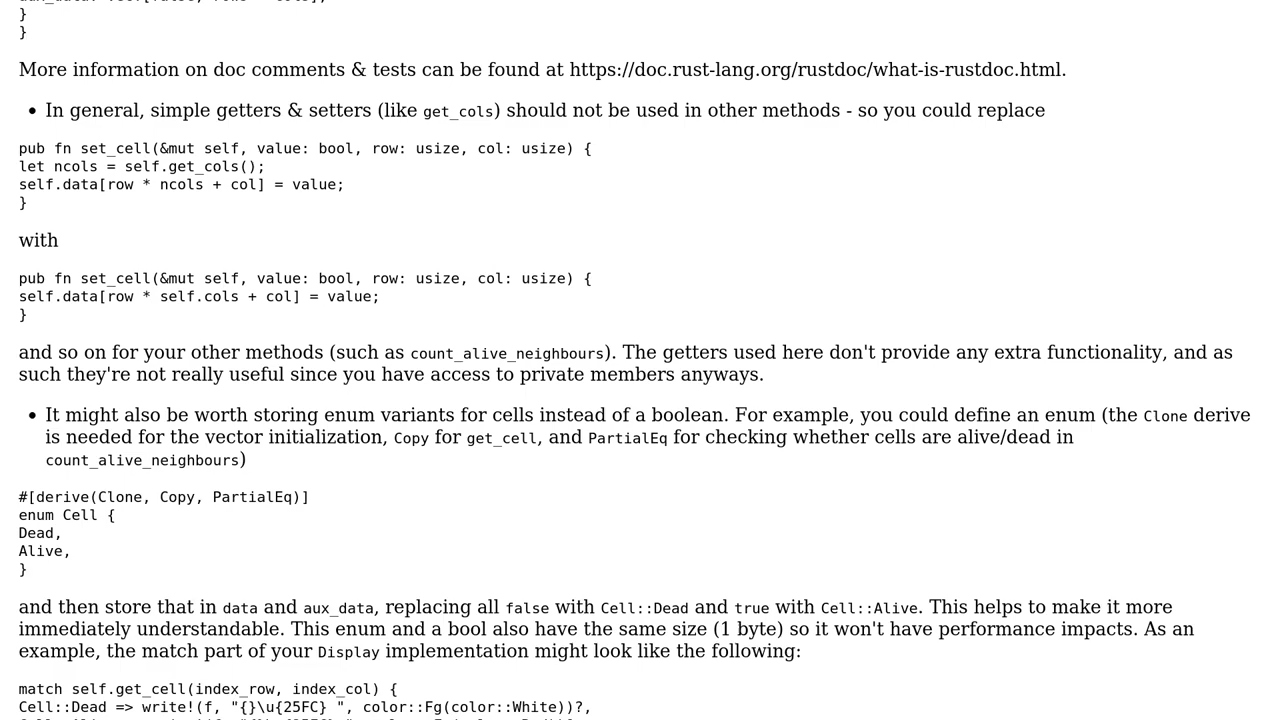 }
}
More information on doc comments & tests can be found at https://doc.rust-lang.org/rustdoc/what-is-rustdoc.html.
• In general, simple getters & setters (like get_cols) should not be used in other methods - so you could replace
pub fn set_cell(&mut self, value: bool, row: usize, col: usize) {
let ncols = self.get_cols();
self.data[row * ncols + col] = value;
}
with
pub fn set_cell(&mut self, value: bool, row: usize, col: usize) {
self.data[row * self.cols + col] = value;
}
and so on for your other methods (such as count_alive_neighbours). The getters used here don't provide any extra functionality, and as
such they're not really useful since you have access to private members anyways.
• It might also be worth storing enum variants for cells instead of a boolean. For example, you could define an enum (the Clone derive
is needed for the vector initialization, Copy for get_cell, and PartialEq for checking whether cells are alive/dead in
count_alive_neighbours)
#[derive(Clone, Copy, PartialEq)]
enum Cell {
Dead,
Alive,
}
and then store that in data and aux_data, replacing all false with Cell::Dead and true with Cell::Alive. This helps to make it more
immediately understandable. This enum and a bool also have the same size (1 byte) so it won't have performance impacts. As an
example, the match part of your Display implementation might look like the following:
match self.get_cell(index_row, index_col) {
Cell::Dead => write!(f, "{}\u{25FC} ", color::Fg(color::White))?,